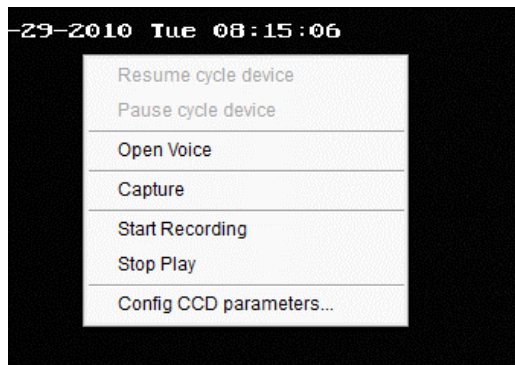 -29-2010 Tue 08:15:06
Resume cycle device
Pause cycle device
Open Voice
Capture
Start Recording
Stop Play
Config CCD parameters...